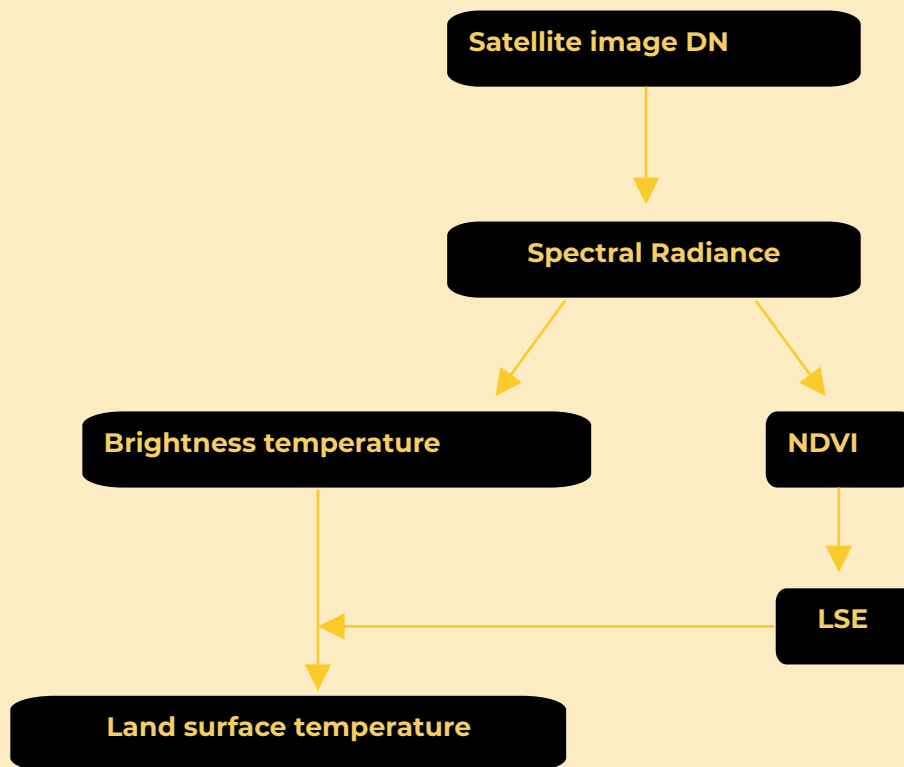 Satellite image DN
Spectral Radiance
Brightness temperature
NDVI
LSE
Land surface temperature